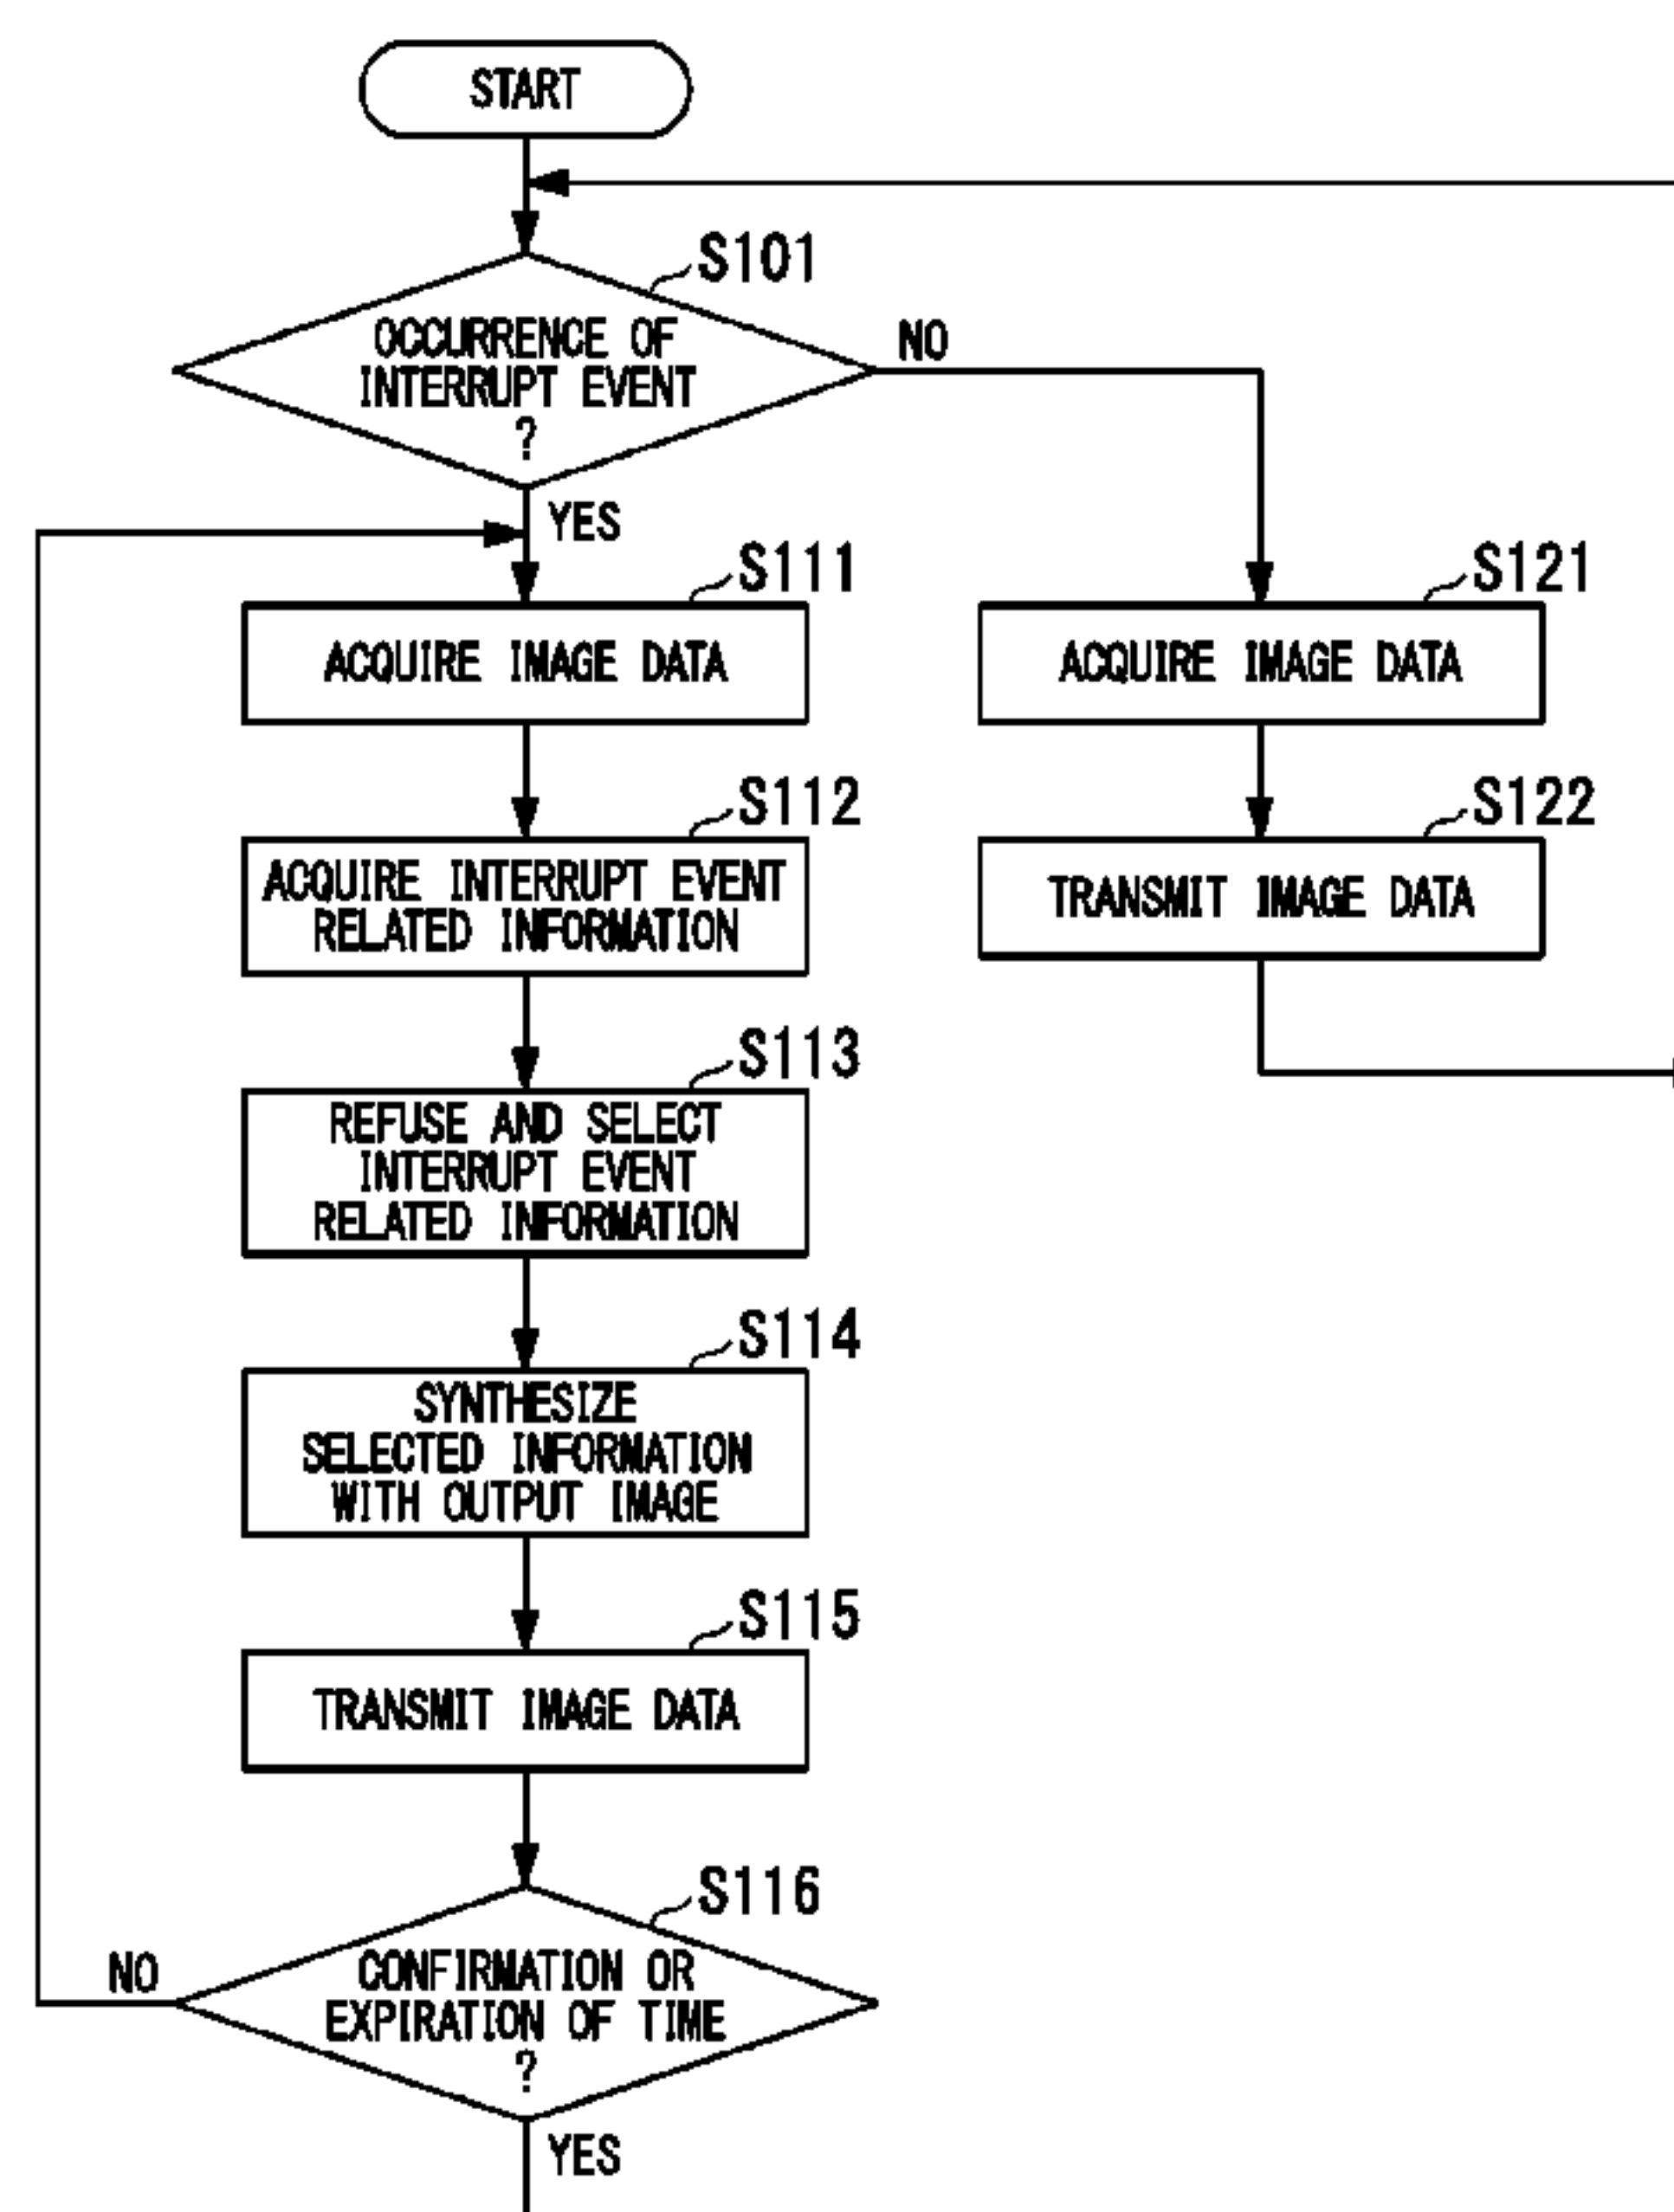 START
S101
OCCURRENCE OF
INTERRUPT EVENT
?
NO
YES
S111
ACQUIRE IMAGE DATA
S121
ACQUIRE IMAGE DATA
S112
ACQUIRE INTERRUPT EVENT
RELATED INFORMATION
S122
TRANSMIT IMAGE DATA
S113
REFUSE AND SELECT
INTERRUPT EVENT
RELATED INFORMATION
S114
SYNTHESIZE
SELECTED INFORMATION
WITH OUTPUT IMAGE
S115
TRANSMIT IMAGE DATA
S116
CONFIRMATION OR
EXPIRATION OF TIME
?
NO
YES